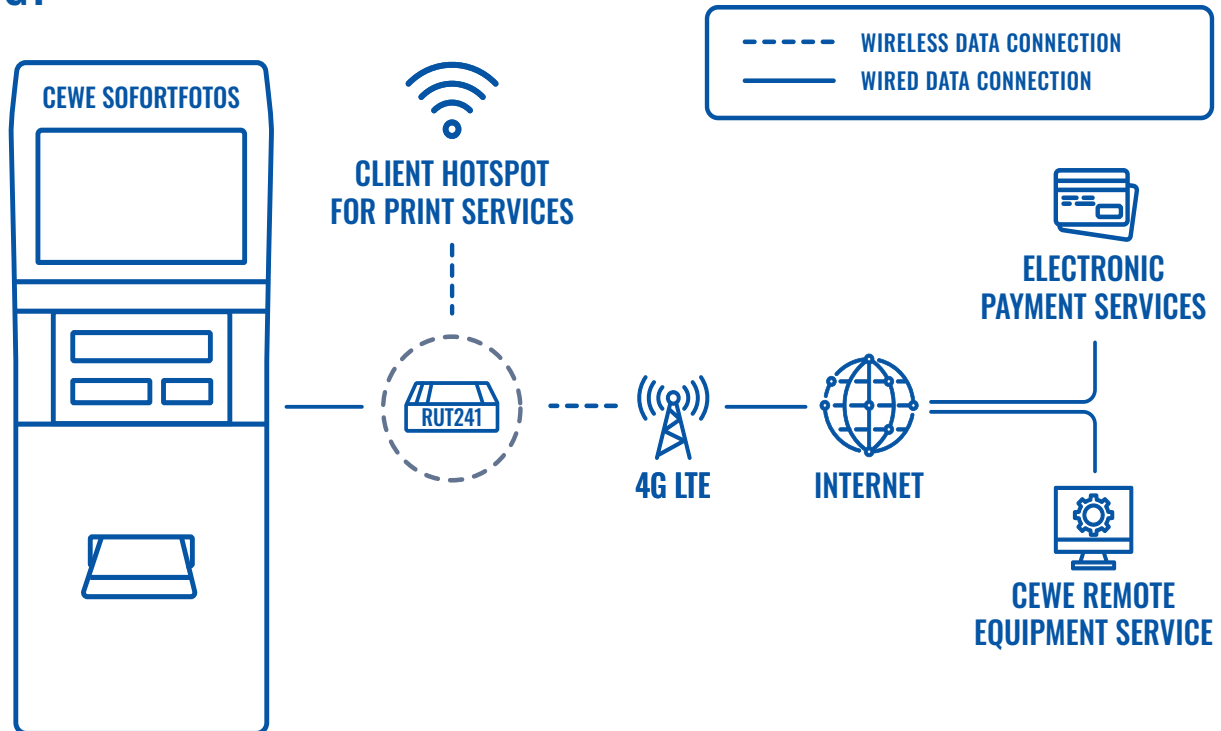 WIRELESS DATA CONNECTION
WIRED DATA CONNECTION
CEWE SOFORTFOTOS
CLIENT HOTSPOT
FOR PRINT SERVICES
ELECTRONIC
PAYMENT SERVICES
RUT241
4G LTE
INTERNET
CEWE REMOTE
EQUIPMENT SERVICE